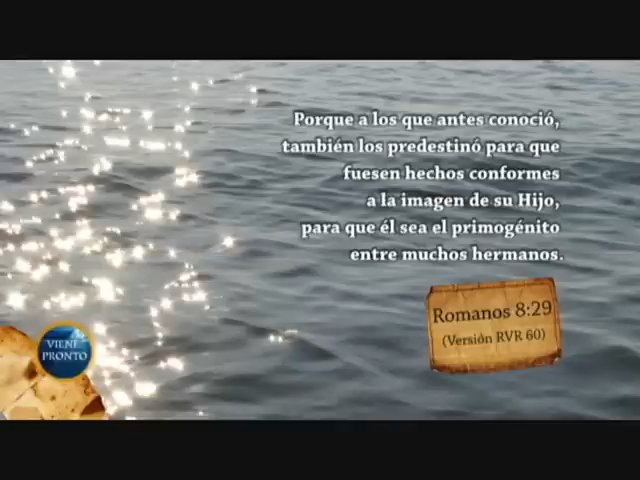 Porque a los que antes conoció,
también los predestinó para que
fuesen hechos conformes
a la imagen de su Hijo,
para que él sea el primogénito
entre muchos hermanos.
Romanos 8:29
(Versión RVR 60)
VIENE
PRONTO